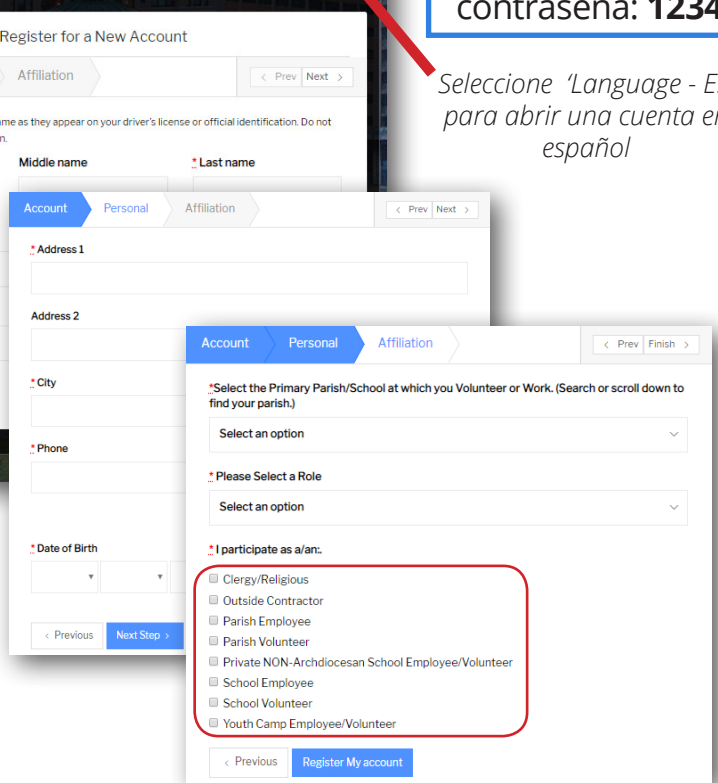 contraseña: 1234
Register for a New Account
Affiliation
< Prev Next >
Seleccione 'Language - E
para abrir una cuenta e
español
me as they appear on your driver's license or official identification. Do not
n.
Middle name
* Last name
Account Personal Affiliation
< Prev Next >
* Address 1
Address 2
* City
* Phone
* Date of Birth
< Previous Next Step >
Account Personal Affiliation
< Prev Finish >
*Select the Primary Parish/School at which you Volunteer or Work. (Search or scroll down to
find your parish.)
Select an option
* Please Select a Role
Select an option
* I participate as a/an:.
Clergy/Religious
Outside Contractor
Parish Employee
Parish Volunteer
Private NON-Archdiocesan School Employee/Volunteer
School Employee
School Volunteer
Youth Camp Employee/Volunteer
< Previous Register My account